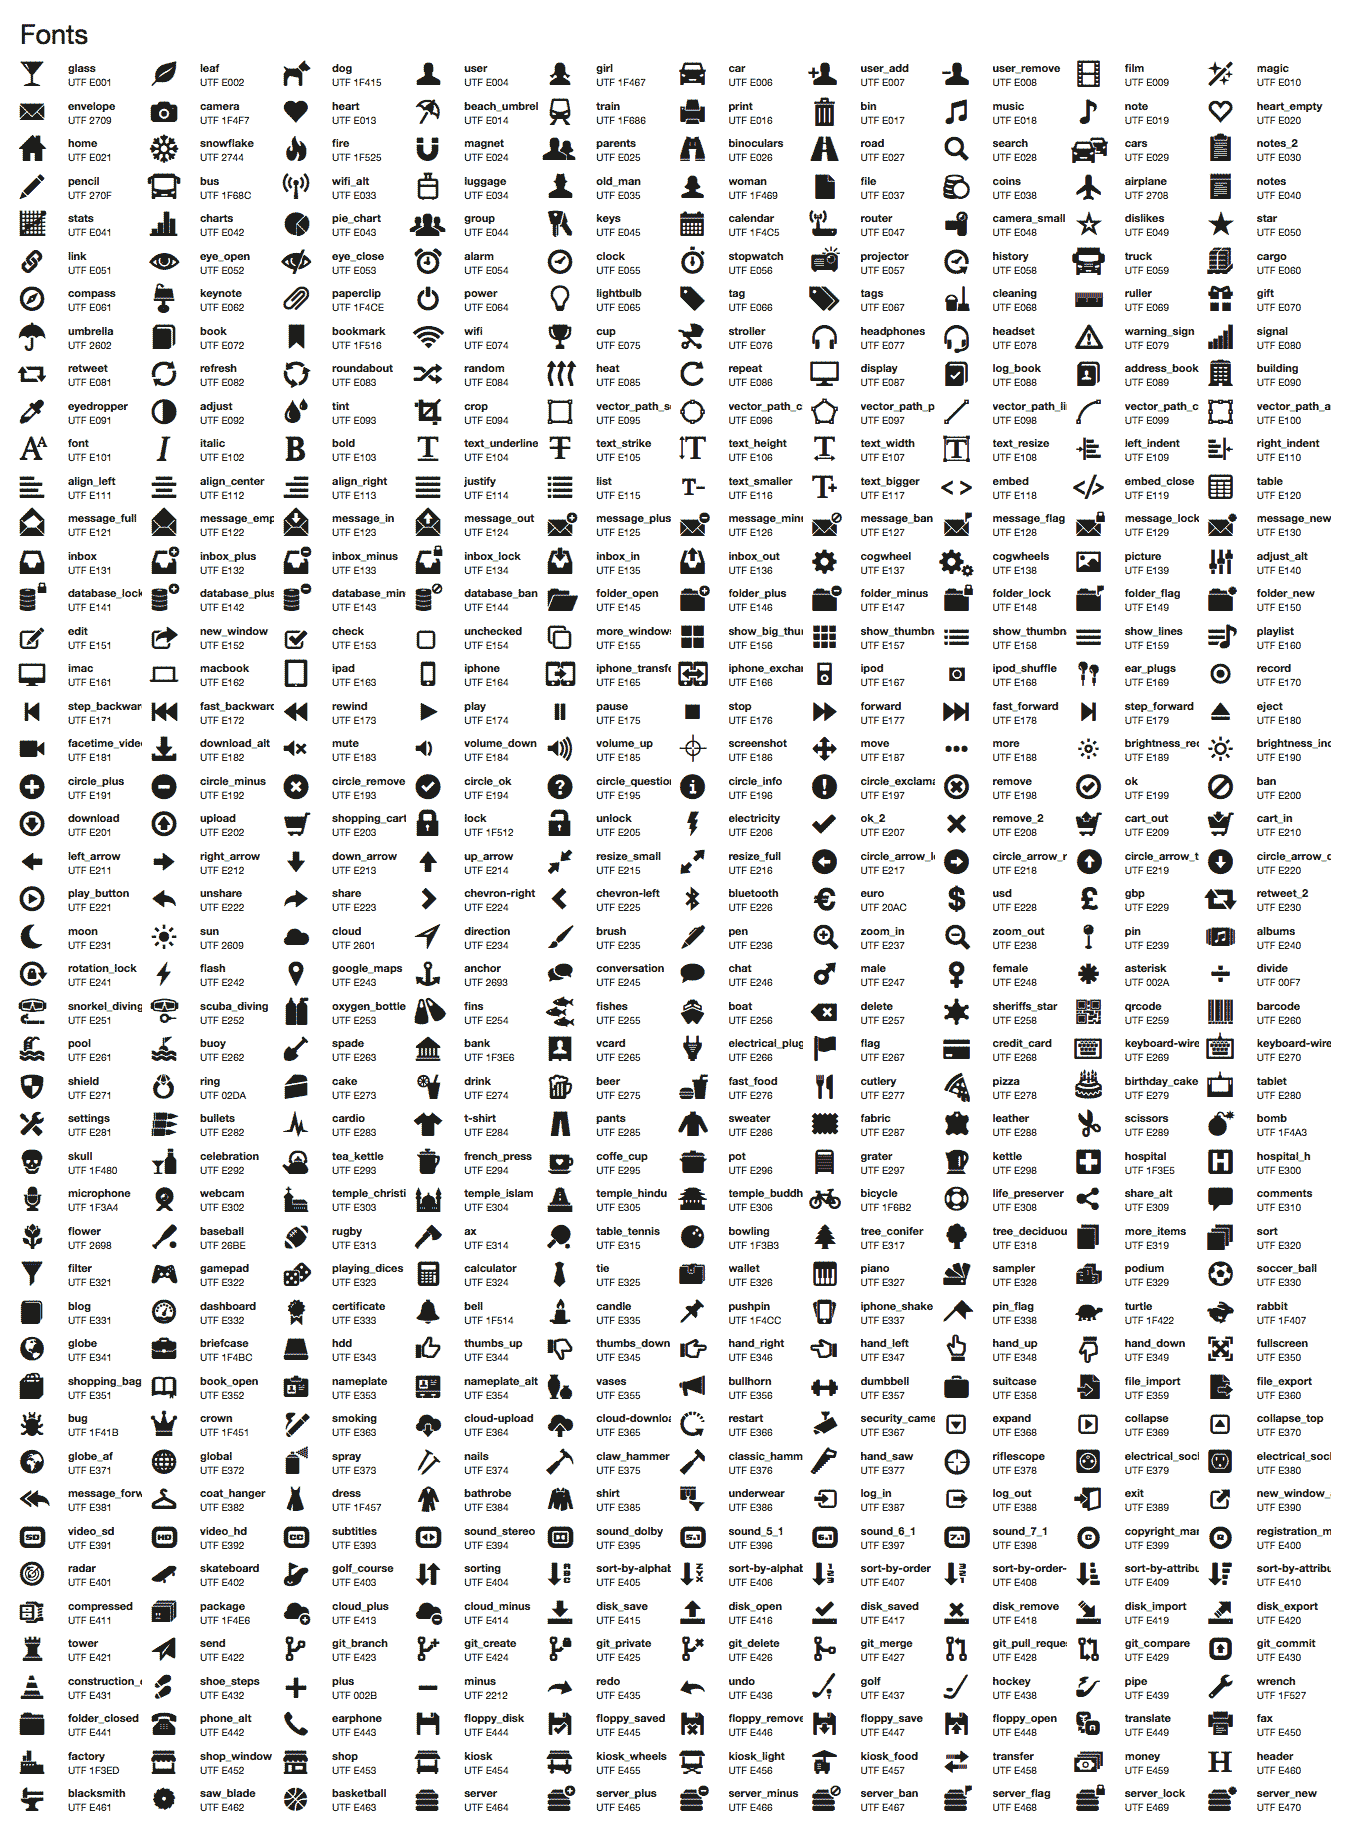 Fonts
glass leaf dog user girl car user_add user_remove film magic
UTF E001 UTF E002 UTF 1F415 UTF E004 UTF 1F467 UTF E006 UTF E007 UTF E008 UTF E009 UTF E010
envelope camera heart beach_umbrel train print bin music note heart_empty
UTF 2709 UTF 1F4F7 UTF E013 UTF E014 UTF 1F686 UTF E016 UTF E017 UTF E018 UTF E019 UTF E020
home snowflake fire magnet parents binoculars road search cars notes_2
UTF E021 UTF 2744 UTF 1F525 UTF E024 UTF E025 UTF E026 UTF E027 UTF E028 UTF E029 UTF E030
pencil bus wifi_alt luggage old_man woman file coins airplane notes
UTF 270F UTF 1F68C UTF E033 UTF E034 UTF E035 UTF 1F469 UTF E037 UTF E038 UTF 2708 UTF E040
stats charts pie_chart group keys calendar router camera_small dislikes star
UTF E041 UTF E042 UTF E043 UTF E044 UTF E045 UTF 1F4C5 UTF E047 UTF E048 UTF E049 UTF E050
link eye_open eye_close alarm clock stopwatch projector history truck cargo
UTF E051 UTF E052 UTF E053 UTF E054 UTF E055 UTF E056 UTF E057 UTF E058 UTF E059 UTF E060
compass keynote paperclip power lightbulb tag tags cleaning ruller gift
UTF E061 UTF E062 UTF 1F4CE UTF E064 UTF E065 UTF E066 UTF E067 UTF E068 UTF E069 UTF E070
umbrella book bookmark wifi cup stroller headphones headset warning_sign signal
UTF 2602 UTF E072 UTF 1F516 UTF E074 UTF E075 UTF E076 UTF E077 UTF E078 UTF E079 UTF E080
retweet refresh roundabout random heat repeat display log_book address_book building
UTF E081 UTF E082 UTF E083 UTF E084 UTF E085 UTF E086 UTF E087 UTF E088 UTF E089 UTF E090
eyedropper adjust tint crop vector_path_s vector_path_c vector_path_p vector_path_li vector_path_c vector_path_a
UTF E091 UTF E092 UTF E093 UTF E094 UTF E095 UTF E096 UTF E097 UTF E098 UTF E099 UTF E100
font italic bold text_underline text_strike text_height text_width text_resize left_indent right_indent
UTF E101 UTF E102 UTF E103 UTF E104 UTF E105 UTF E106 UTF E107 UTF E108 UTF E109 UTF E110
align_left align_center align_right justify list text_smaller text_bigger embed embed_close table
UTF E111 UTF E112 UTF E113 UTF E114 UTF E115 UTF E116 UTF E117 UTF E118 UTF E119 UTF E120
message_full message_emp message_in message_out message_plus message_min message_ban message_flag message_lock message_new
UTF E121 UTF E122 UTF E123 UTF E124 UTF E125 UTF E126 UTF E127 UTF E128 UTF E129 UTF E130
inbox inbox_plus inbox_minus inbox_lock inbox_in inbox_out cogwheel cogwheels picture adjust_alt
UTF E131 UTF E132 UTF E133 UTF E134 UTF E135 UTF E136 UTF E137 UTF E138 UTF E139 UTF E140
database_lock database_plus database_min database_ban folder_open folder_plus folder_minus folder_lock folder_flag folder_new
UTF E141 UTF E142 UTF E143 UTF E144 UTF E145 UTF E146 UTF E147 UTF E148 UTF E149 UTF E150
edit new_window check unchecked more_windows show_big_thu show_thumbn show_thumbn show_lines playlist
UTF E151 UTF E152 UTF E153 UTF E154 UTF E155 UTF E156 UTF E157 UTF E158 UTF E159 UTF E160
imac macbook ipad iphone iphone_transfe iphone_exchar ipod ipod_shuffle ear_plugs record
UTF E161 UTF E162 UTF E163 UTF E164 UTF E165 UTF E166 UTF E167 UTF E168 UTF E169 UTF E170
step_backwar fast_backward rewind play pause stop forward fast_forward step_forward eject
UTF E171 UTF E172 UTF E173 UTF E174 UTF E175 UTF E176 UTF E177 UTF E178 UTF E179 UTF E180
facetime_video download_alt mute volume_down volume_up screenshot move more brightness_rec brightness_inc
UTF E181 UTF E182 UTF E183 UTF E184 UTF E185 UTF E186 UTF E187 UTF E188 UTF E189 UTF E190
circle_plus circle_minus circle_remove circle_ok circle_question circle_info circle_exclama remove ok ban
UTF E191 UTF E192 UTF E193 UTF E194 UTF E195 UTF E196 UTF E197 UTF E198 UTF E199 UTF E200
download upload shopping_cart lock unlock electricity ok_2 remove_2 cart_out cart_in
UTF E201 UTF E202 UTF E203 UTF 1F512 UTF E205 UTF E206 UTF E207 UTF E208 UTF E209 UTF E210
left_arrow right_arrow down_arrow up_arrow resize_small resize_full circle_arrow_l circle_arrow_r circle_arrow_t circle_arrow_d
UTF E211 UTF E212 UTF E213 UTF E214 UTF E215 UTF E216 UTF E217 UTF E218 UTF E219 UTF E220
play_button unshare share chevron-right chevron-left bluetooth euro usd gbp retweet_2
UTF E221 UTF E222 UTF E223 UTF E224 UTF E225 UTF E226 UTF 20AC UTF E228 UTF E229 UTF E230
moon sun cloud direction brush pen zoom_in zoom_out pin albums
UTF E231 UTF 2609 UTF 2601 UTF E234 UTF E235 UTF E236 UTF E237 UTF E238 UTF E239 UTF E240
rotation_lock flash google_maps anchor conversation chat male female asterisk divide
UTF E241 UTF E242 UTF E243 UTF 2693 UTF E245 UTF E246 UTF E247 UTF E248 UTF 002A UTF 00F7
snorkel_diving scuba_diving oxygen_bottle fins fishes boat delete sheriffs_star qrcode barcode
UTF E251 UTF E252 UTF E253 UTF E254 UTF E255 UTF E256 UTF E257 UTF E258 UTF E259 UTF E260
pool buoy spade bank vcard electrical_plug flag credit_card keyboard-wire keyboard-wire
UTF E261 UTF E262 UTF E263 UTF 1F3E6 UTF E265 UTF E266 UTF E267 UTF E268 UTF E269 UTF E270
shield ring cake drink beer fast_food cutlery pizza birthday_cake tablet
UTF E271 UTF 02DA UTF E273 UTF E274 UTF E275 UTF E276 UTF E277 UTF E278 UTF E279 UTF E280
settings bullets cardio t-shirt pants sweater fabric leather scissors bomb
UTF E281 UTF E282 UTF E283 UTF E284 UTF E285 UTF E286 UTF E287 UTF E288 UTF E289 UTF 1F4A3
skull celebration tea_kettle french_press coffe_cup pot grater kettle hospital hospital_h
UTF 1F480 UTF E292 UTF E293 UTF E294 UTF E295 UTF E296 UTF E297 UTF E298 UTF 1F3E5 UTF E300
microphone webcam temple_christi temple_islam temple_hindu temple_buddh bicycle life_preserver share_alt comments
UTF 1F3A4 UTF E302 UTF E303 UTF E304 UTF E305 UTF E306 UTF 1F6B2 UTF E308 UTF E309 UTF E310
flower baseball rugby ax table_tennis bowling tree_conifer tree_deciduou more_items sort
UTF 2698 UTF 26BE UTF E313 UTF E314 UTF E315 UTF 1F3B3 UTF E317 UTF E318 UTF E319 UTF E320
filter gamepad playing_dices calculator tie wallet piano sampler podium soccer_ball
UTF E321 UTF E322 UTF E323 UTF E324 UTF E325 UTF E326 UTF E327 UTF E328 UTF E329 UTF E330
blog dashboard certificate bell candle pushpin iphone_shake pin_flag turtle rabbit
UTF E331 UTF E332 UTF E333 UTF 1F514 UTF E335 UTF 1F4CC UTF E337 UTF E338 UTF 1F422 UTF 1F407
globe briefcase hdd thumbs_up thumbs_down hand_right hand_left hand_up hand_down fullscreen
UTF E341 UTF 1F4BC UTF E343 UTF E344 UTF E345 UTF E346 UTF E347 UTF E348 UTF E349 UTF E350
shopping_bag book_open nameplate nameplate_alt vases bullhorn dumbbell suitcase file_import file_export
UTF E351 UTF E352 UTF E353 UTF E354 UTF E355 UTF E356 UTF E357 UTF E358 UTF E359 UTF E360
bug crown smoking cloud-upload cloud-downloa restart security_came expand collapse collapse_top
UTF 1F41B UTF 1F451 UTF E363 UTF E364 UTF E365 UTF E366 UTF E367 UTF E368 UTF E369 UTF E370
globe_af global spray nails claw_hammer classic_hamm hand_saw riflescope electrical_soc electrical_soc
UTF E371 UTF E372 UTF E373 UTF E374 UTF E375 UTF E376 UTF E377 UTF E378 UTF E379 UTF E380
message_forw coat_hanger dress bathrobe shirt underwear log_in log_out exit new_window_
UTF E381 UTF E382 UTF 1F457 UTF E384 UTF E385 UTF E386 UTF E387 UTF E388 UTF E389 UTF E390
video_sd video_hd subtitles sound_stereo sound_dolby sound_5_1 sound_6_1 sound_7_1 copyright_mar registration_m
UTF E391 UTF E392 UTF E393 UTF E394 UTF E395 UTF E396 UTF E397 UTF E398 UTF E399 UTF E400
radar skateboard golf_course sorting sort-by-alphab sort-by-alphab sort-by-order sort-by-order- sort-by-attribu sort-by-attribu
UTF E401 UTF E402 UTF E403 UTF E404 UTF E405 UTF E406 UTF E407 UTF E408 UTF E409 UTF E410
compressed package cloud_plus cloud_minus disk_save disk_open disk_saved disk_remove disk_import disk_export
UTF E411 UTF 1F4E6 UTF E413 UTF E414 UTF E415 UTF E416 UTF E417 UTF E418 UTF E419 UTF E420
tower send git_branch git_create git_private git_delete git_merge git_pull_reque git_compare git_commit
UTF E421 UTF E422 UTF E423 UTF E424 UTF E425 UTF E426 UTF E427 UTF E428 UTF E429 UTF E430
construction_ shoe_steps plus minus redo undo golf hockey pipe wrench
UTF E431 UTF E432 UTF 002B UTF 2212 UTF E435 UTF E436 UTF E437 UTF E438 UTF E439 UTF 1F527
folder_closed phone_alt earphone floppy_disk floppy_saved floppy_remove floppy_save floppy_open translate fax
UTF E441 UTF E442 UTF E443 UTF E444 UTF E445 UTF E446 UTF E447 UTF E448 UTF E449 UTF E450
factory shop_window shop kiosk kiosk_wheels kiosk_light kiosk_food transfer money header
UTF 1F3ED UTF E452 UTF E453 UTF E454 UTF E455 UTF E456 UTF E457 UTF E458 UTF E459 UTF E460
blacksmith saw_blade basketball server server_plus server_minus server_ban server_flag server_lock server_new
UTF E461 UTF E462 UTF E463 UTF E464 UTF E465 UTF E466 UTF E467 UTF E468 UTF E469 UTF E470